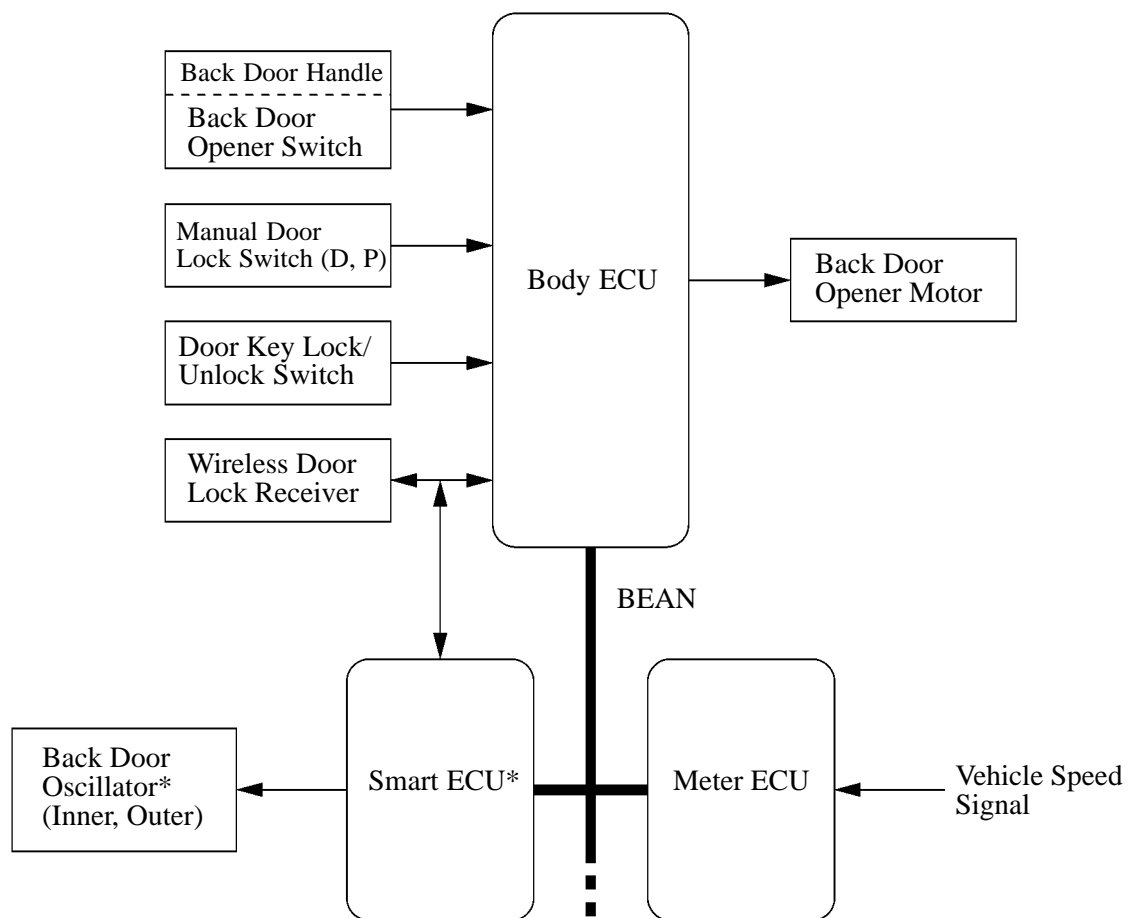 Back Door Handle
Back Door
Opener Switch
Manual Door
Lock Switch (D, P)
Body ECU
Back Door
Opener Motor
Door Key Lock/
Unlock Switch
Wireless Door
Lock Receiver
BEAN
Back Door
Oscillator*
(Inner, Outer)
Smart ECU*
Meter ECU
Vehicle Speed
Signal